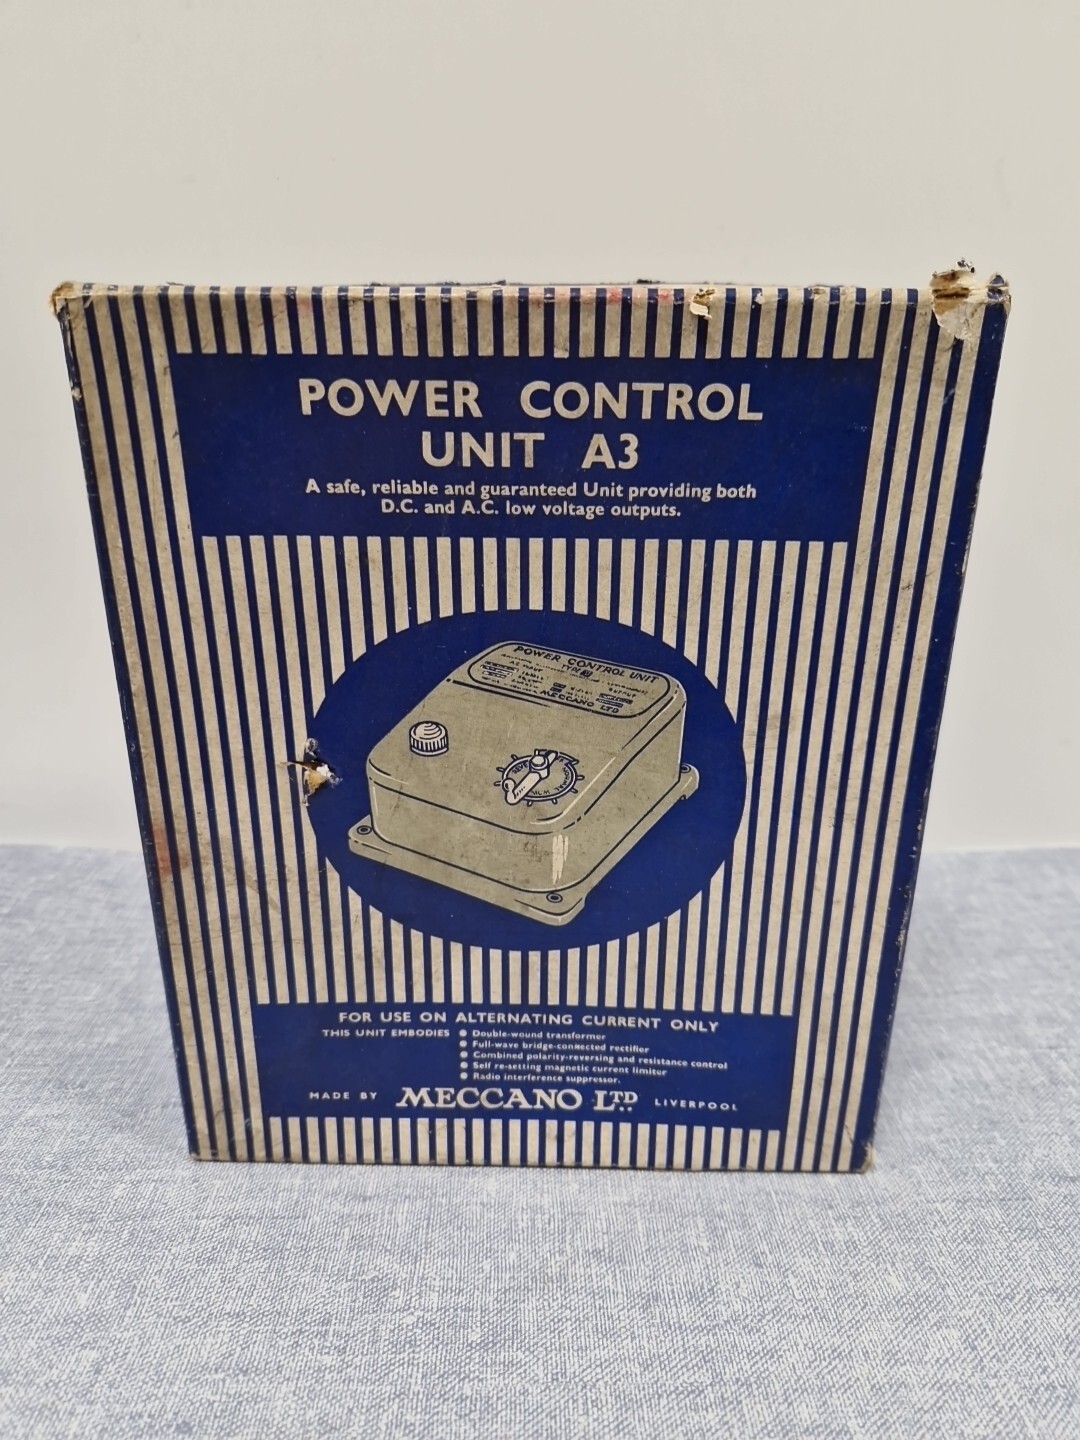 POWER CONTROL
UNIT A3
A safe, reliable and guaranteed Unit providing both
D.C. and A.C. low voltage outputs.
POWER CONTROL UNIT
MECCANO LTD
FOR USE ON ALTERNATING CURRENT ONLY
THIS UNIT EMBODIES ● Double-wound transformer
● Full-wave bridge-connected rectifier
● Combined polarity-reversing and resistance control
● Self re-setting magnetic current limiter
● Radio interference suppressor.
MADE BY MECCANO LTD LIVERPOOL